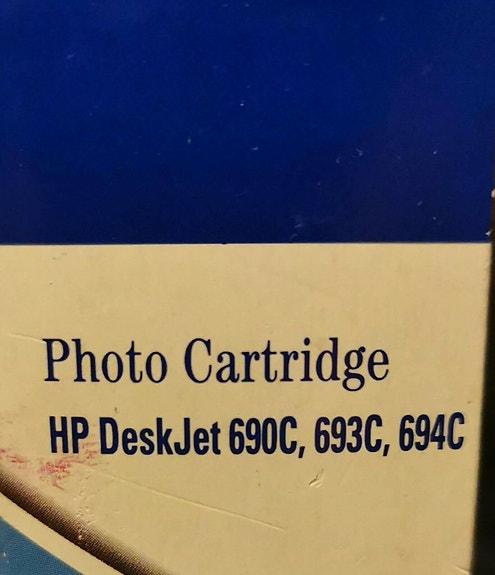 Photo Cartridge
HP DeskJet 690C, 693C, 694C